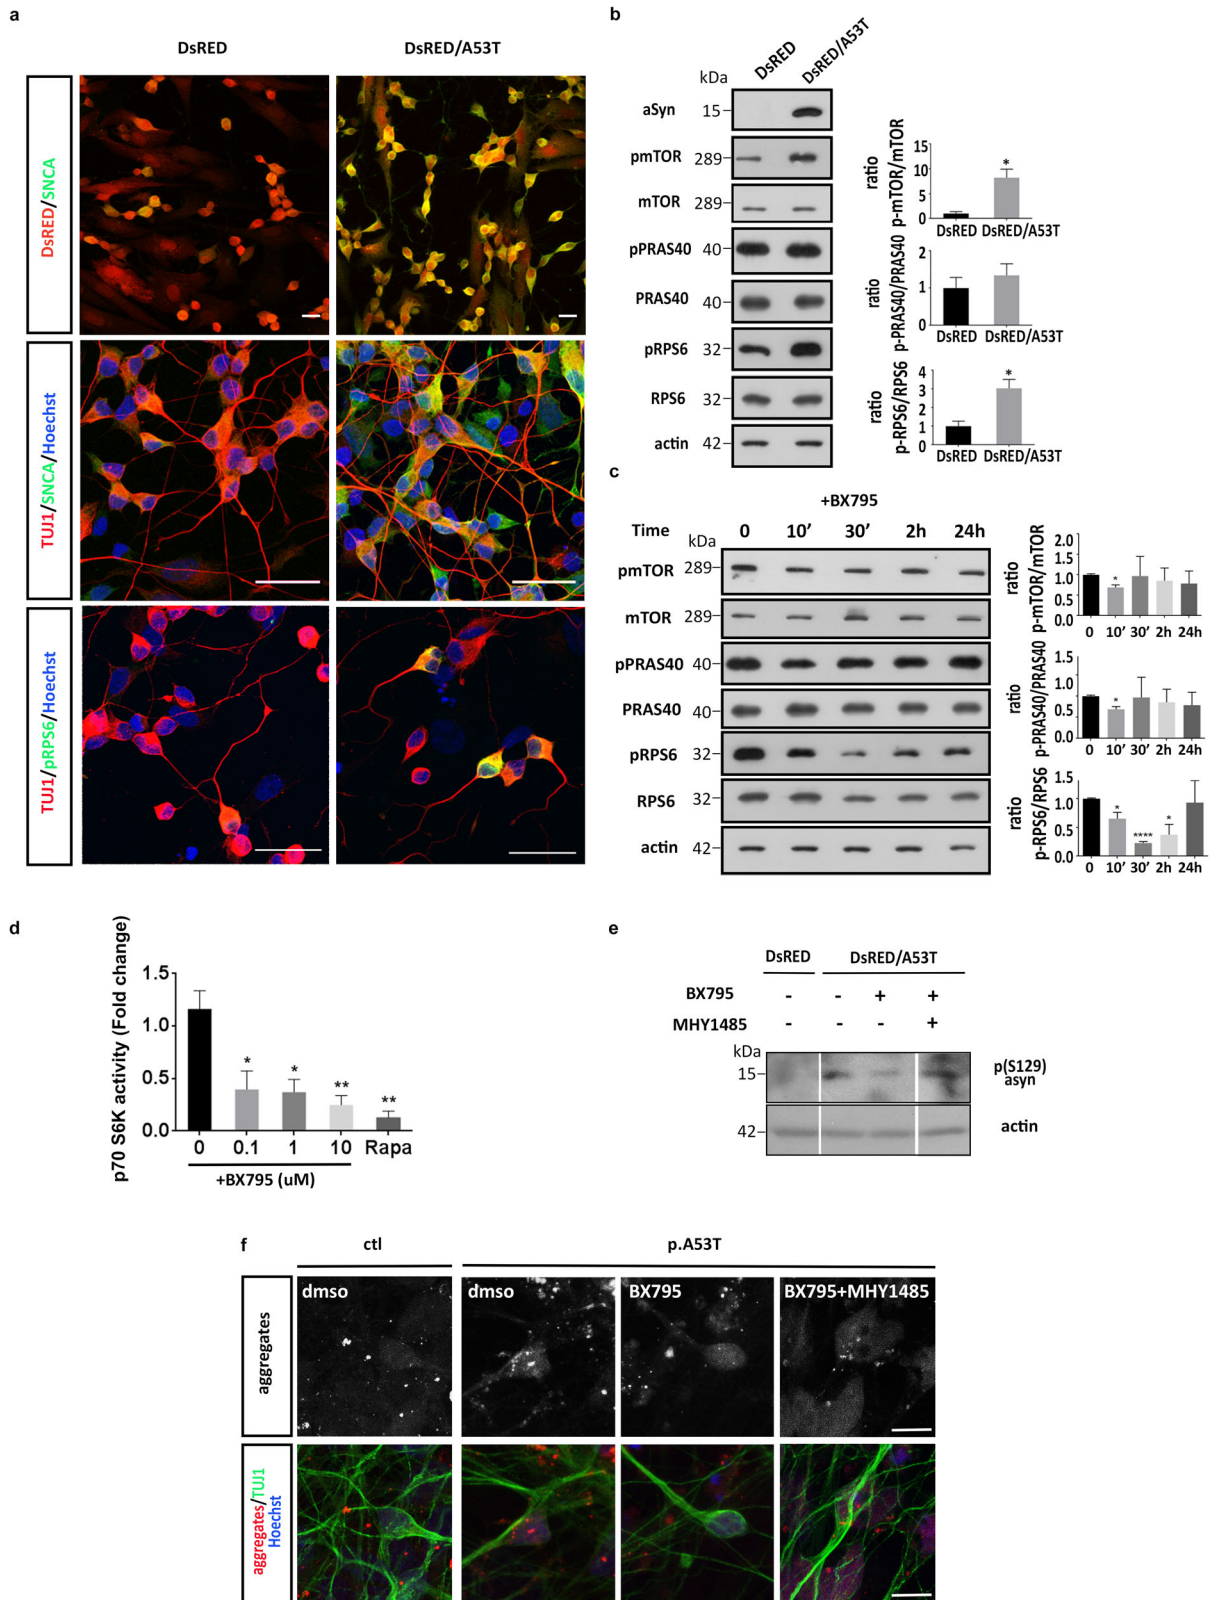 a
DsRED
DsRED/A53T
DsRED/SNCA
TUJ1/SNCA/Hoechst
TUJ1/pRPS6/Hoechst
b
DsRED
DsRED/A53T
kDa
aSyn
15
pmTOR
289
mTOR
289
pPRAS40
40
PRAS40
40
pRPS6
32
RPS6
32
actin
42
ratio
p-mTOR/mTOR
15
10
5
0
*
DsRED DsRED/A53T
ratio
p-PRAS40/PRAS40
2
1
0
DsRED DsRED/A53T
ratio
p-RPS6/RPS6
4
3
2
1
0
*
DsRED DsRED/A53T
c
+BX795
Time
kDa
0 10’ 30’ 2h 24h
pmTOR
289
mTOR
289
pPRAS40
40
PRAS40
40
pRPS6
32
RPS6
32
actin
42
ratio
p-mTOR/mTOR
2.0
1.5
1.0
0.5
0.0
*
0 10’ 30’ 2h 24h
ratio
p-PRAS40/PRAS40
1.5
1.0
0.5
0.0
*
0 10’ 30’ 2h 24h
ratio
p-RPS6/RPS6
1.5
1.0
0.5
0.0
* **** *
0 10’ 30’ 2h 24h
d
p70 S6K activity (Fold change)
1.5
1.0
0.5
0.0
* * ** **
0 0.1 1 10 Rapa
+BX795 (uM)
e
DsRED
DsRED/A53T
BX795 - - + +
MHY1485 - - - +
kDa
15
p(S129)
asyn
42
actin
f
ctl
p.A53T
dmso
dmso
BX795
BX795+MHY1485
aggregates
aggregates/TUJ1
Hoechst